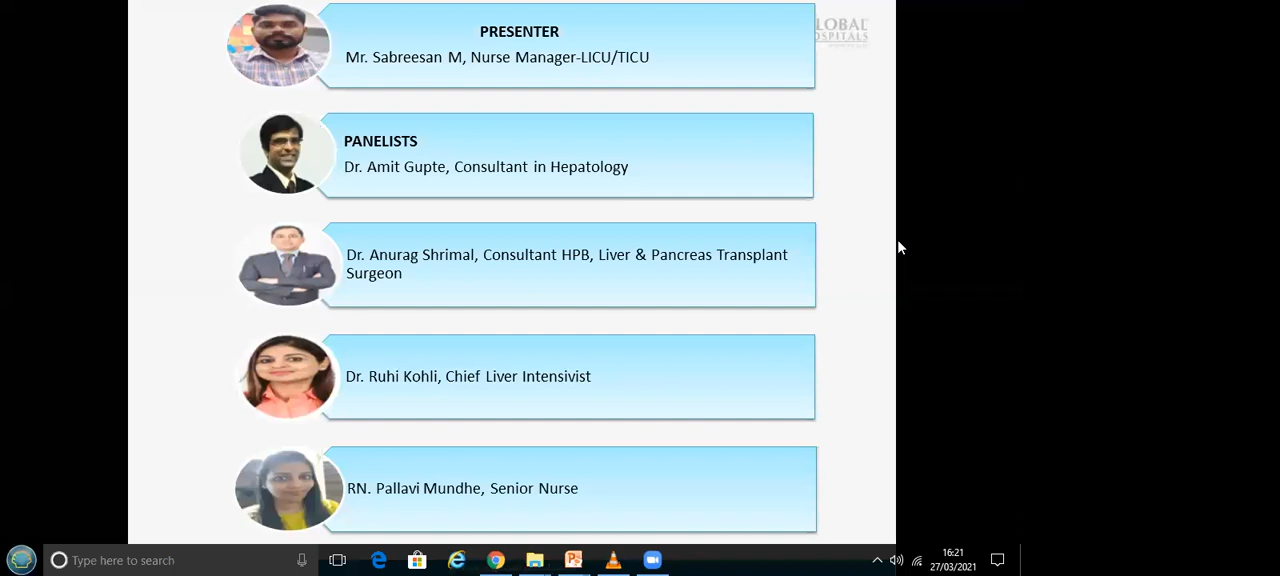 PRESENTER
GLOBAL
HOSPITALS
Mr. Sabreesan M, Nurse Manager-LICU/TICU
PANELISTS
Dr. Amit Gupte, Consultant in Hepatology
Dr. Anurag Shrimal, Consultant HPB, Liver & Pancreas Transplant
Surgeon
Dr. Ruhi Kohli, Chief Liver Intensivist
RN. Pallavi Mundhe, Senior Nurse
Type here to search
16:21
27/03/2021